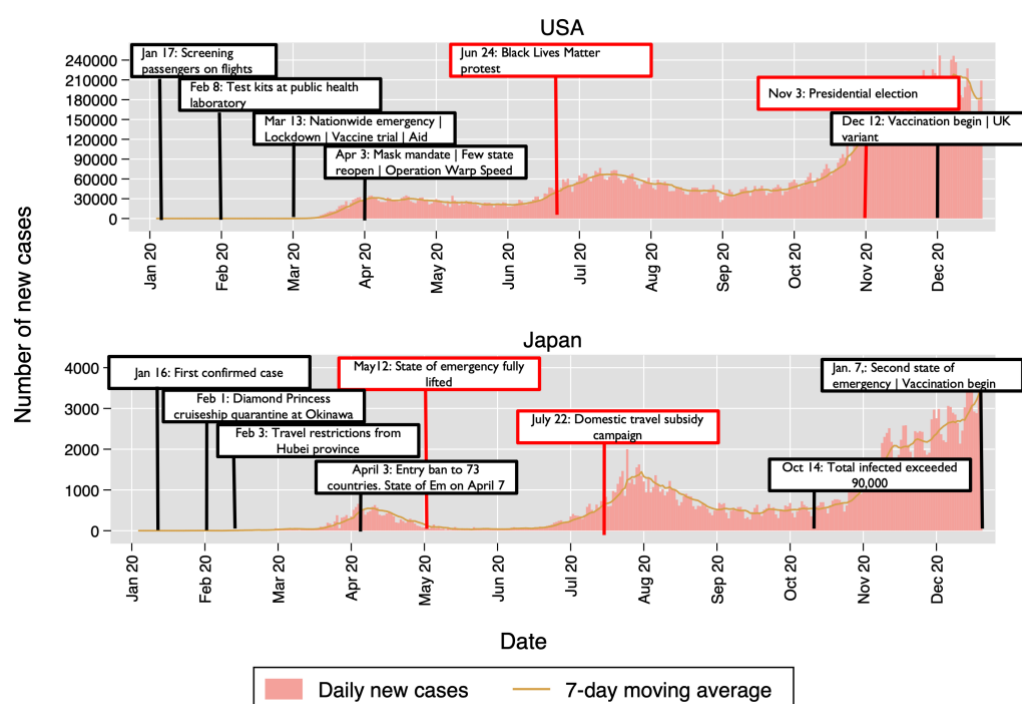 USA
Jan 17: Screening
passengers on flights
Feb 8: Test kits at public health
laboratory
Mar 13: Nationwide emergency |
Lockdown | Vaccine trial | Aid
Apr 3: Mask mandate | Few state
reopen | Operation Warp Speed
Jun 24: Black Lives Matter
protest
Nov 3: Presidential election
Dec 12: Vaccination begin | UK
variant
240000
210000
180000
150000
120000
90000
60000
30000
0
Jan 20
Feb 20
Mar 20
Apr 20
May 20
Jun 20
Jul 20
Aug 20
Sep 20
Oct 20
Nov 20
Dec 20
Number of new cases
Japan
Jan 16: First confirmed case
Feb 1: Diamond Princess
cruiseship quarantine at Okinawa
Feb 3: Travel restrictions from
Hubei province
April 3: Entry ban to 73
countries. State of Em on April 7
May12: State of emergency fully
lifted
July 22: Domestic travel subsidy
campaign
Oct 14: Total infected exceeded
90,000
Jan. 7,: Second state of
emergency | Vaccination begin
4000
3000
2000
1000
0
Jan 20
Feb 20
Mar 20
Apr 20
May 20
Jun 20
Jul 20
Aug 20
Sep 20
Oct 20
Nov 20
Dec 20
Date
Daily new cases
7-day moving average